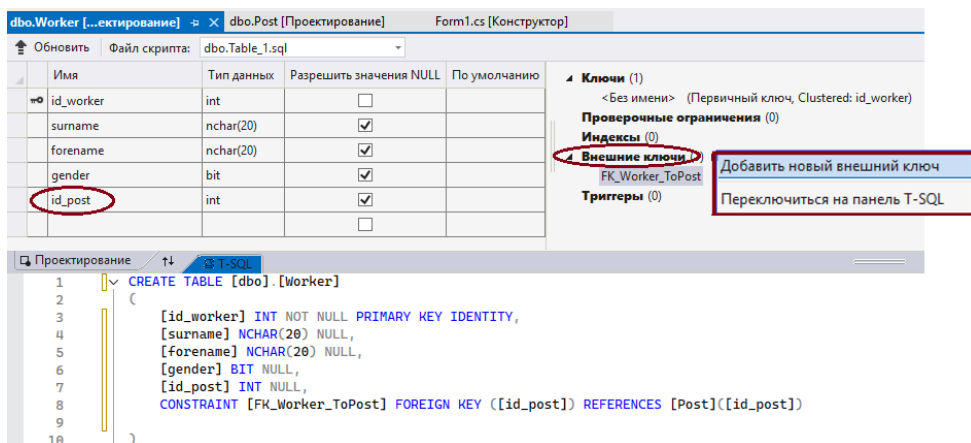 dbo.Worker [...ектирование] dbo.Post [Проектирование] Form1.cs [Конструктор]
Обновить Файл скрипта: dbo.Table_1.sql
Имя Тип данных Разрешить значения NULL По умолчанию
id_worker int
surname nchar(20)
forename nchar(20)
gender bit
id_post int
Ключи (1)
<Без имени> (Первичный ключ, Clustered: id_worker)
Проверочные ограничения (0)
Индексы (0)
Внешние ключи
FK_Worker_ToPost
Триггеры (0)
Добавить новый внешний ключ
Переключиться на панель T-SQL
Проектирование T-SQL
1 CREATE TABLE [dbo].[Worker]
2 (
3 [id_worker] INT NOT NULL PRIMARY KEY IDENTITY,
4 [surname] NCHAR(20) NULL,
5 [forename] NCHAR(20) NULL,
6 [gender] BIT NULL,
7 [id_post] INT NULL,
8 CONSTRAINT [FK_Worker_ToPost] FOREIGN KEY ([id_post]) REFERENCES [Post]([id_post])
9
10 )